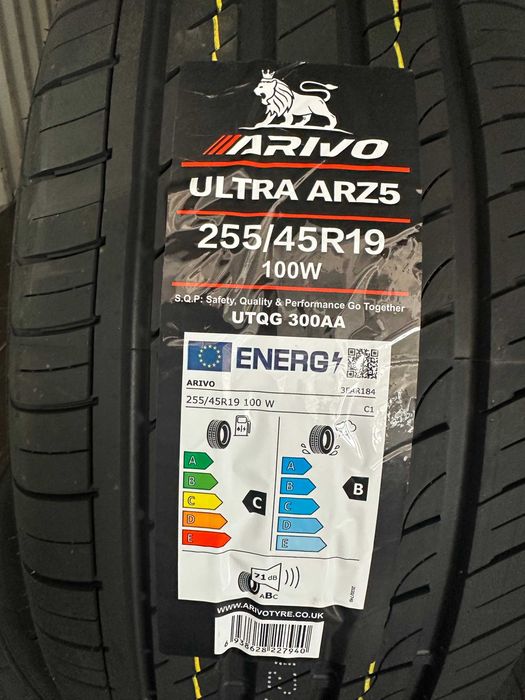 ARIVO
ULTRA ARZ5
255/45R19
100W
S.Q.P: Safety, Quality & Performance Go Together
UTQG 300AA
ENERG
ARIVO
255/45R19 100 W C1
A A
B B
C C
D D
E E
C
B
71 dB
ABC
WWW.ARIVOTYRE.CO.UK
6938628227940